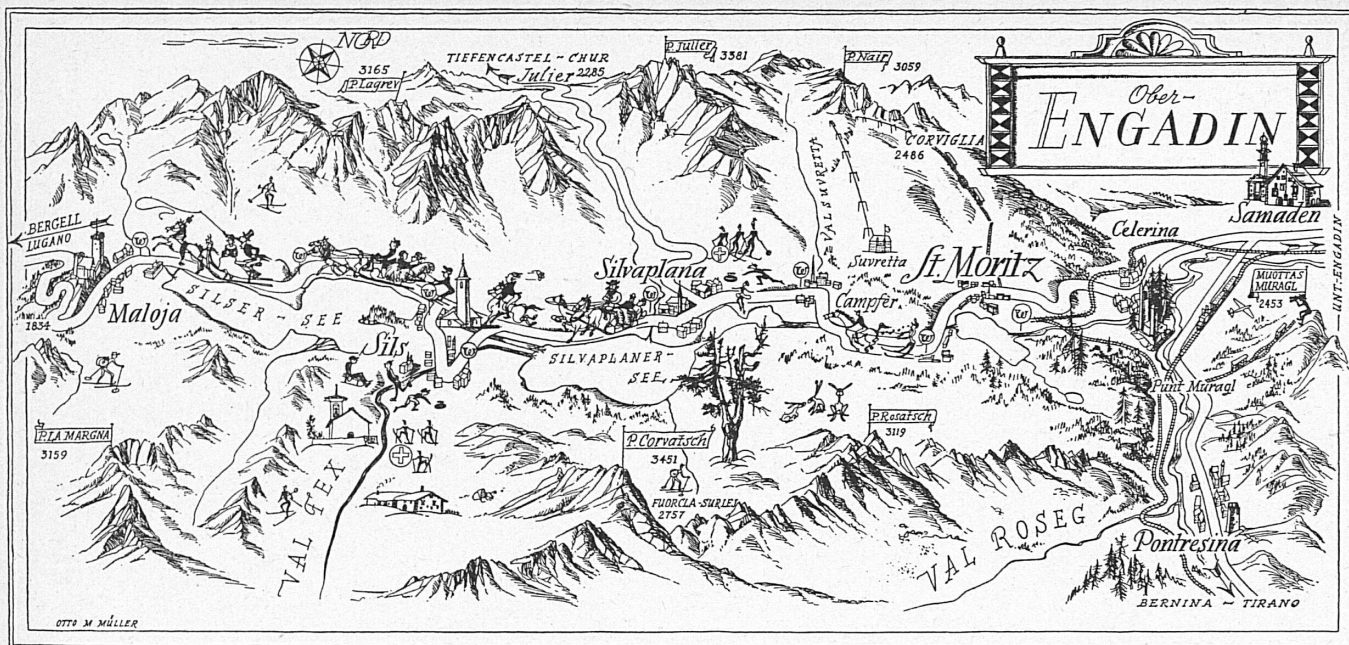 NORD
3165
P. Lagrev
TIEFENCASTEL - CHUR
Julier 2285
P. Julier
3381
P. Nair
3059
Ober-
ENGADIN
CORVIGLIA
2486
VAL SUVRETTA
BERGELL
LUGANO
Samaden
Celerina
UNT-ENGADIN
MUOTTAS
MURAGL
2453
Silvaplana
Suvretta
St. Moritz
Campfèr
1834
Maloja
SILSER-SEE
Sils
SILVAPLANER-
SEE
Punt Muragl
P. LA MARGNA
3159
P. Corvatsch
3451
P. Rosatsch
3119
FUORCLA-SURLEJ
2757
VAL FEX
VAL ROSEG
Pontresina
BERNINA - TIRANO
OTTO M MÜLLER
W
W
W
W
W
W
W